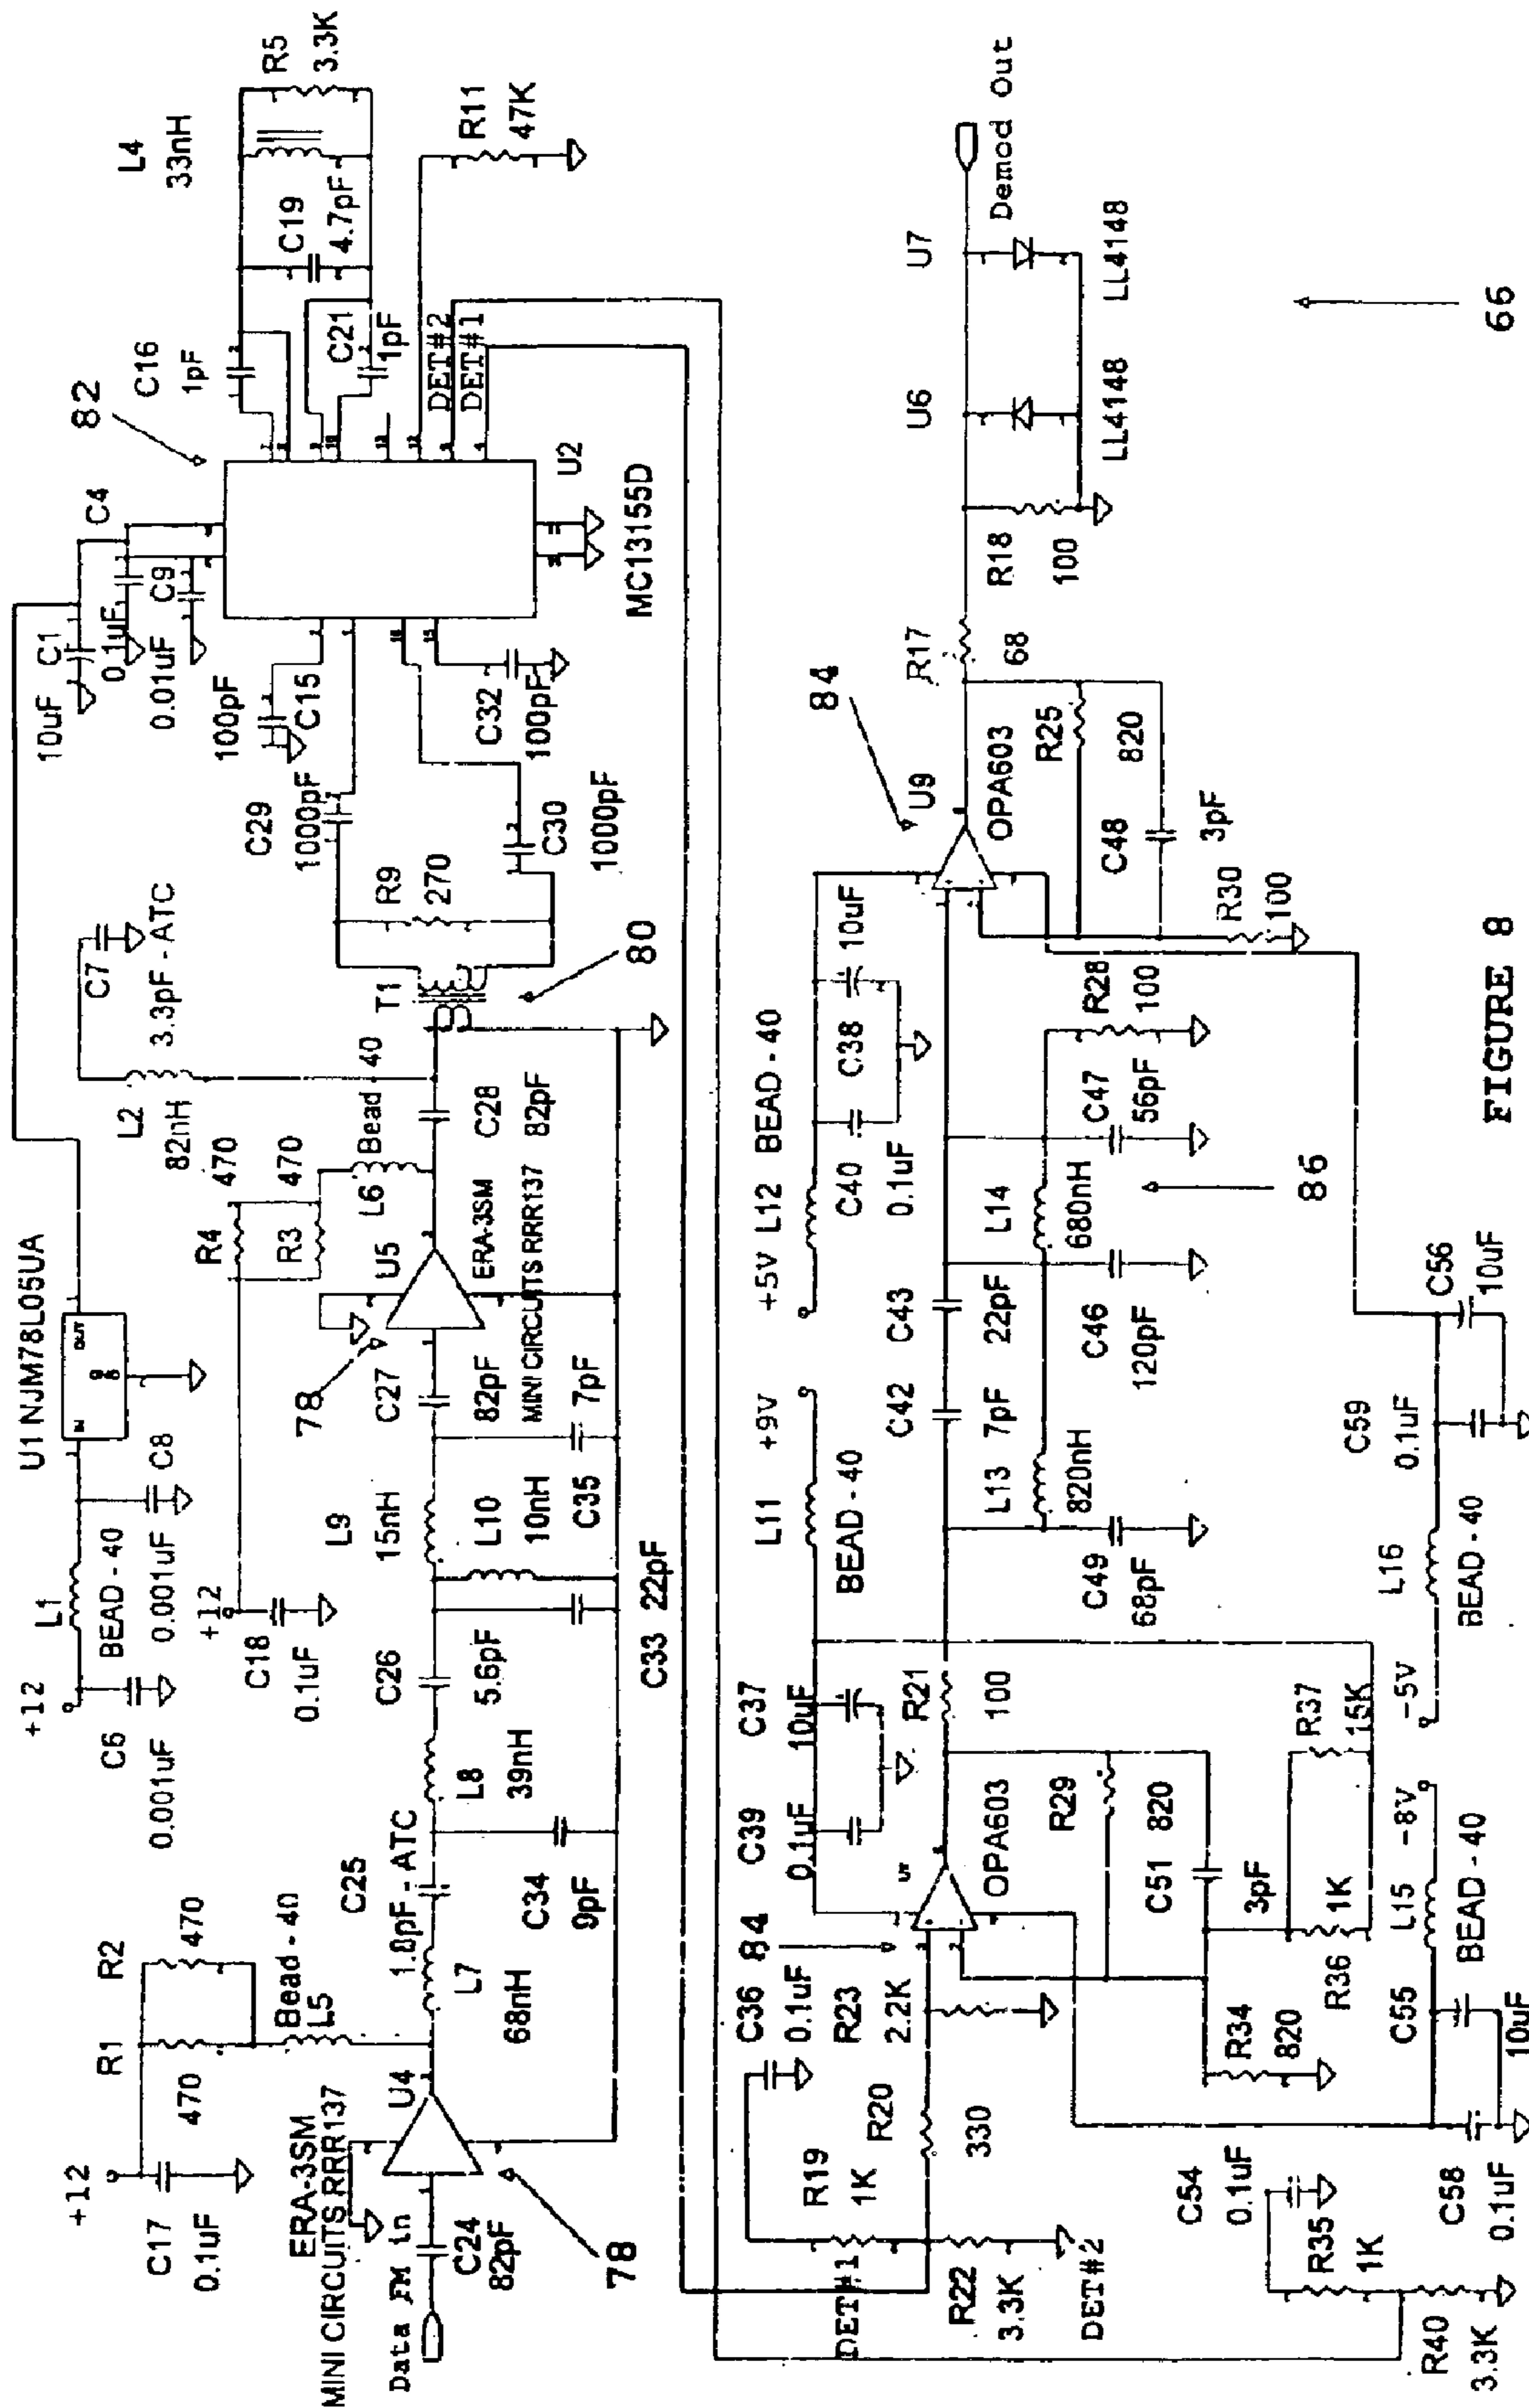 +12
R1
R2
470
470
C17
0.1uF
Bead - 40
L5
ERA-3SM
MINI CIRCUITS RRR137
U4
Data FM in
C24
82pF
78
L7
68nH
C25
1.8pF - ATC
C34
9pF
L8
39nH
C26
5.6pF
C33 22pF
L9
15nH
L10
10nH
C35
7pF
C27
82pF
78
U5
ERA-3SM
MINI CIRCUITS RRR137
+12
C6
0.001uF
L1
BEAD - 40
C8
0.001uF
U1 NJM78L05UA
IN
OUT
+12
C18
0.1uF
R4
470
R3
470
L6
Bead 40
L2
82nH
C7
3.3pF - ATC
C28
82pF
T1
80
R9
270
C29
1000pF
C30
1000pF
C15
100pF
C32
100pF
C1
10uF
C4
0.1uF
C9
0.01uF
82
U2
MC13155D
C16
1pF
C21
1pF
C19
4.7pF
L4
33nH
R5
3.3K
R11
47K
DET#2
DET#1
DET#1
R19
1K
R22
3.3K
DET#2
C36
0.1uF
R20
330
R23
2.2K
84
OPA603
C39
0.1uF
C37
10uF
R21
100
R29
820
C51
3pF
R34
820
R36
1K
R37
15K
C54
0.1uF
R35
1K
R40
3.3K
C58
0.1uF
C55
10uF
L15
BEAD - 40
-8V
-5V
L16
BEAD - 40
C59
0.1uF
C56
10uF
L11
BEAD - 40
+9V
+5V
L12
BEAD - 40
C49
68pF
L13
820nH
C42
7pF
C43
22pF
C46
120pF
L14
680nH
C47
56pF
R28
100
86
C40
0.1uF
C38
10uF
84
U9
OPA603
R25
820
C48
3pF
R30
100
R17
68
R18
100
U6
LL4148
U7
LL4148
Demod Out
66
FIGURE 8